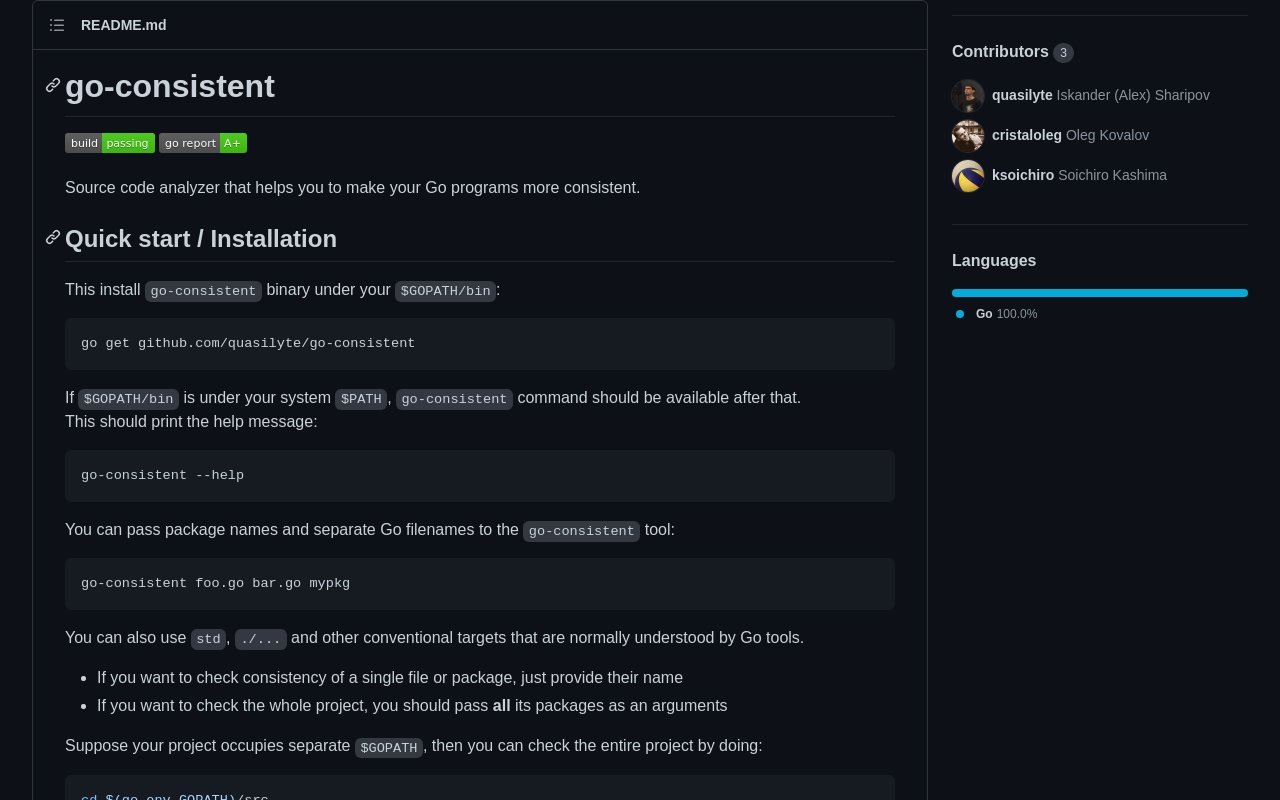 README.md
go-consistent
build passing go report A+
Source code analyzer that helps you to make your Go programs more consistent.
Quick start / Installation
This install go-consistent binary under your $GOPATH/bin:
go get github.com/quasilyte/go-consistent
If $GOPATH/bin is under your system $PATH, go-consistent command should be available after that.
This should print the help message:
go-consistent --help
You can pass package names and separate Go filenames to the go-consistent tool:
go-consistent foo.go bar.go mypkg
You can also use std, ./... and other conventional targets that are normally understood by Go tools.
• If you want to check consistency of a single file or package, just provide their name
• If you want to check the whole project, you should pass all its packages as an arguments
Suppose your project occupies separate $GOPATH, then you can check the entire project by doing:
cd $(go env GOPATH)/src
Contributors 3
quasilyte Iskander (Alex) Sharipov
cristaloleg Oleg Kovalov
ksoichiro Soichiro Kashima
Languages
Go 100.0%